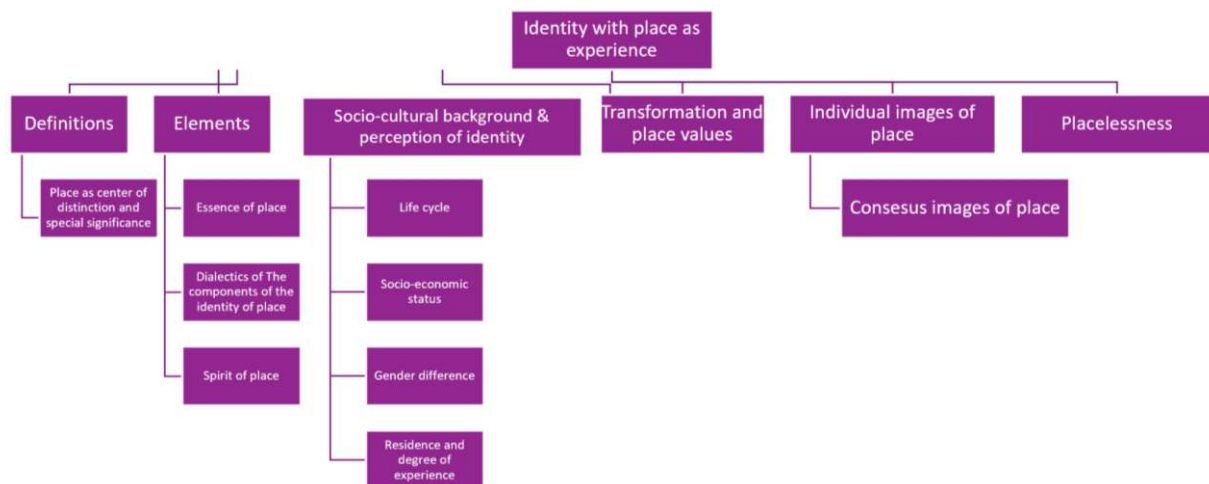 Identity with place as
experience
Definitions
Elements
Socio-cultural background &
perception of identity
Transformation and
place values
Individual images of
place
Placelessness
Place as center of
distinction and
special significance
Essence of place
Life cycle
Consesus images of place
Dialectics of The
components of the
identity of place
Socio-economic
status
Spirit of place
Gender difference
Residence and
degree of
experience